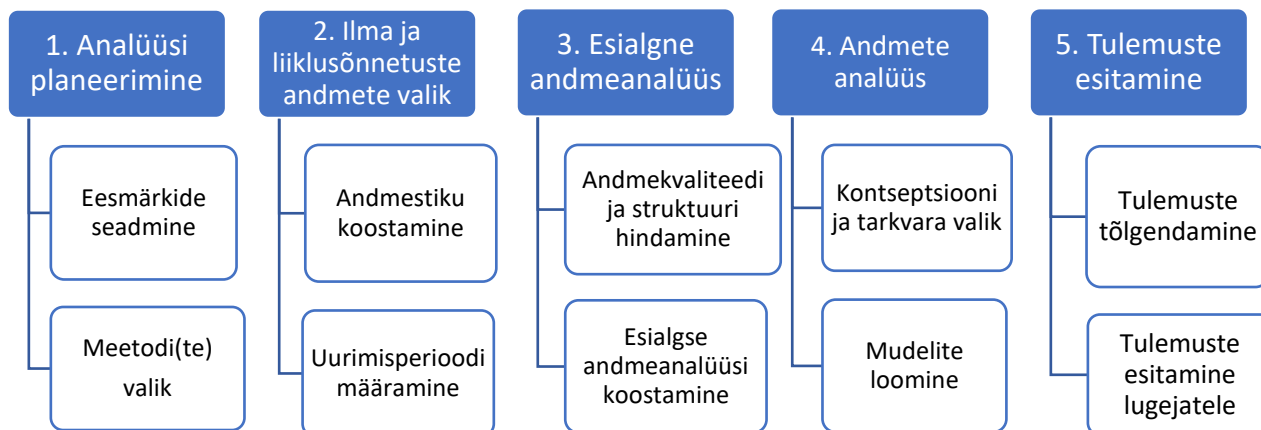 1. Analüüsi
planeerimine
Eesmärkide
seadmine
Meetodi(te)
valik
2. Ilma ja
liiklusõnnetuste
andmete valik
Andmestiku
koostamine
Uurimisperioodi
määramine
3. Esialgne
andmeanalüüs
Andmekvaliteedi
ja struktuuri
hindamine
Esialgse
andmeanalüüsi
koostamine
4. Andmete
analüüs
Kontseptsiooni
ja tarkvara valik
Mudelite
loomine
5. Tulemuste
esitamine
Tulemuste
tõlgendamine
Tulemuste
esitamine
lugejatele